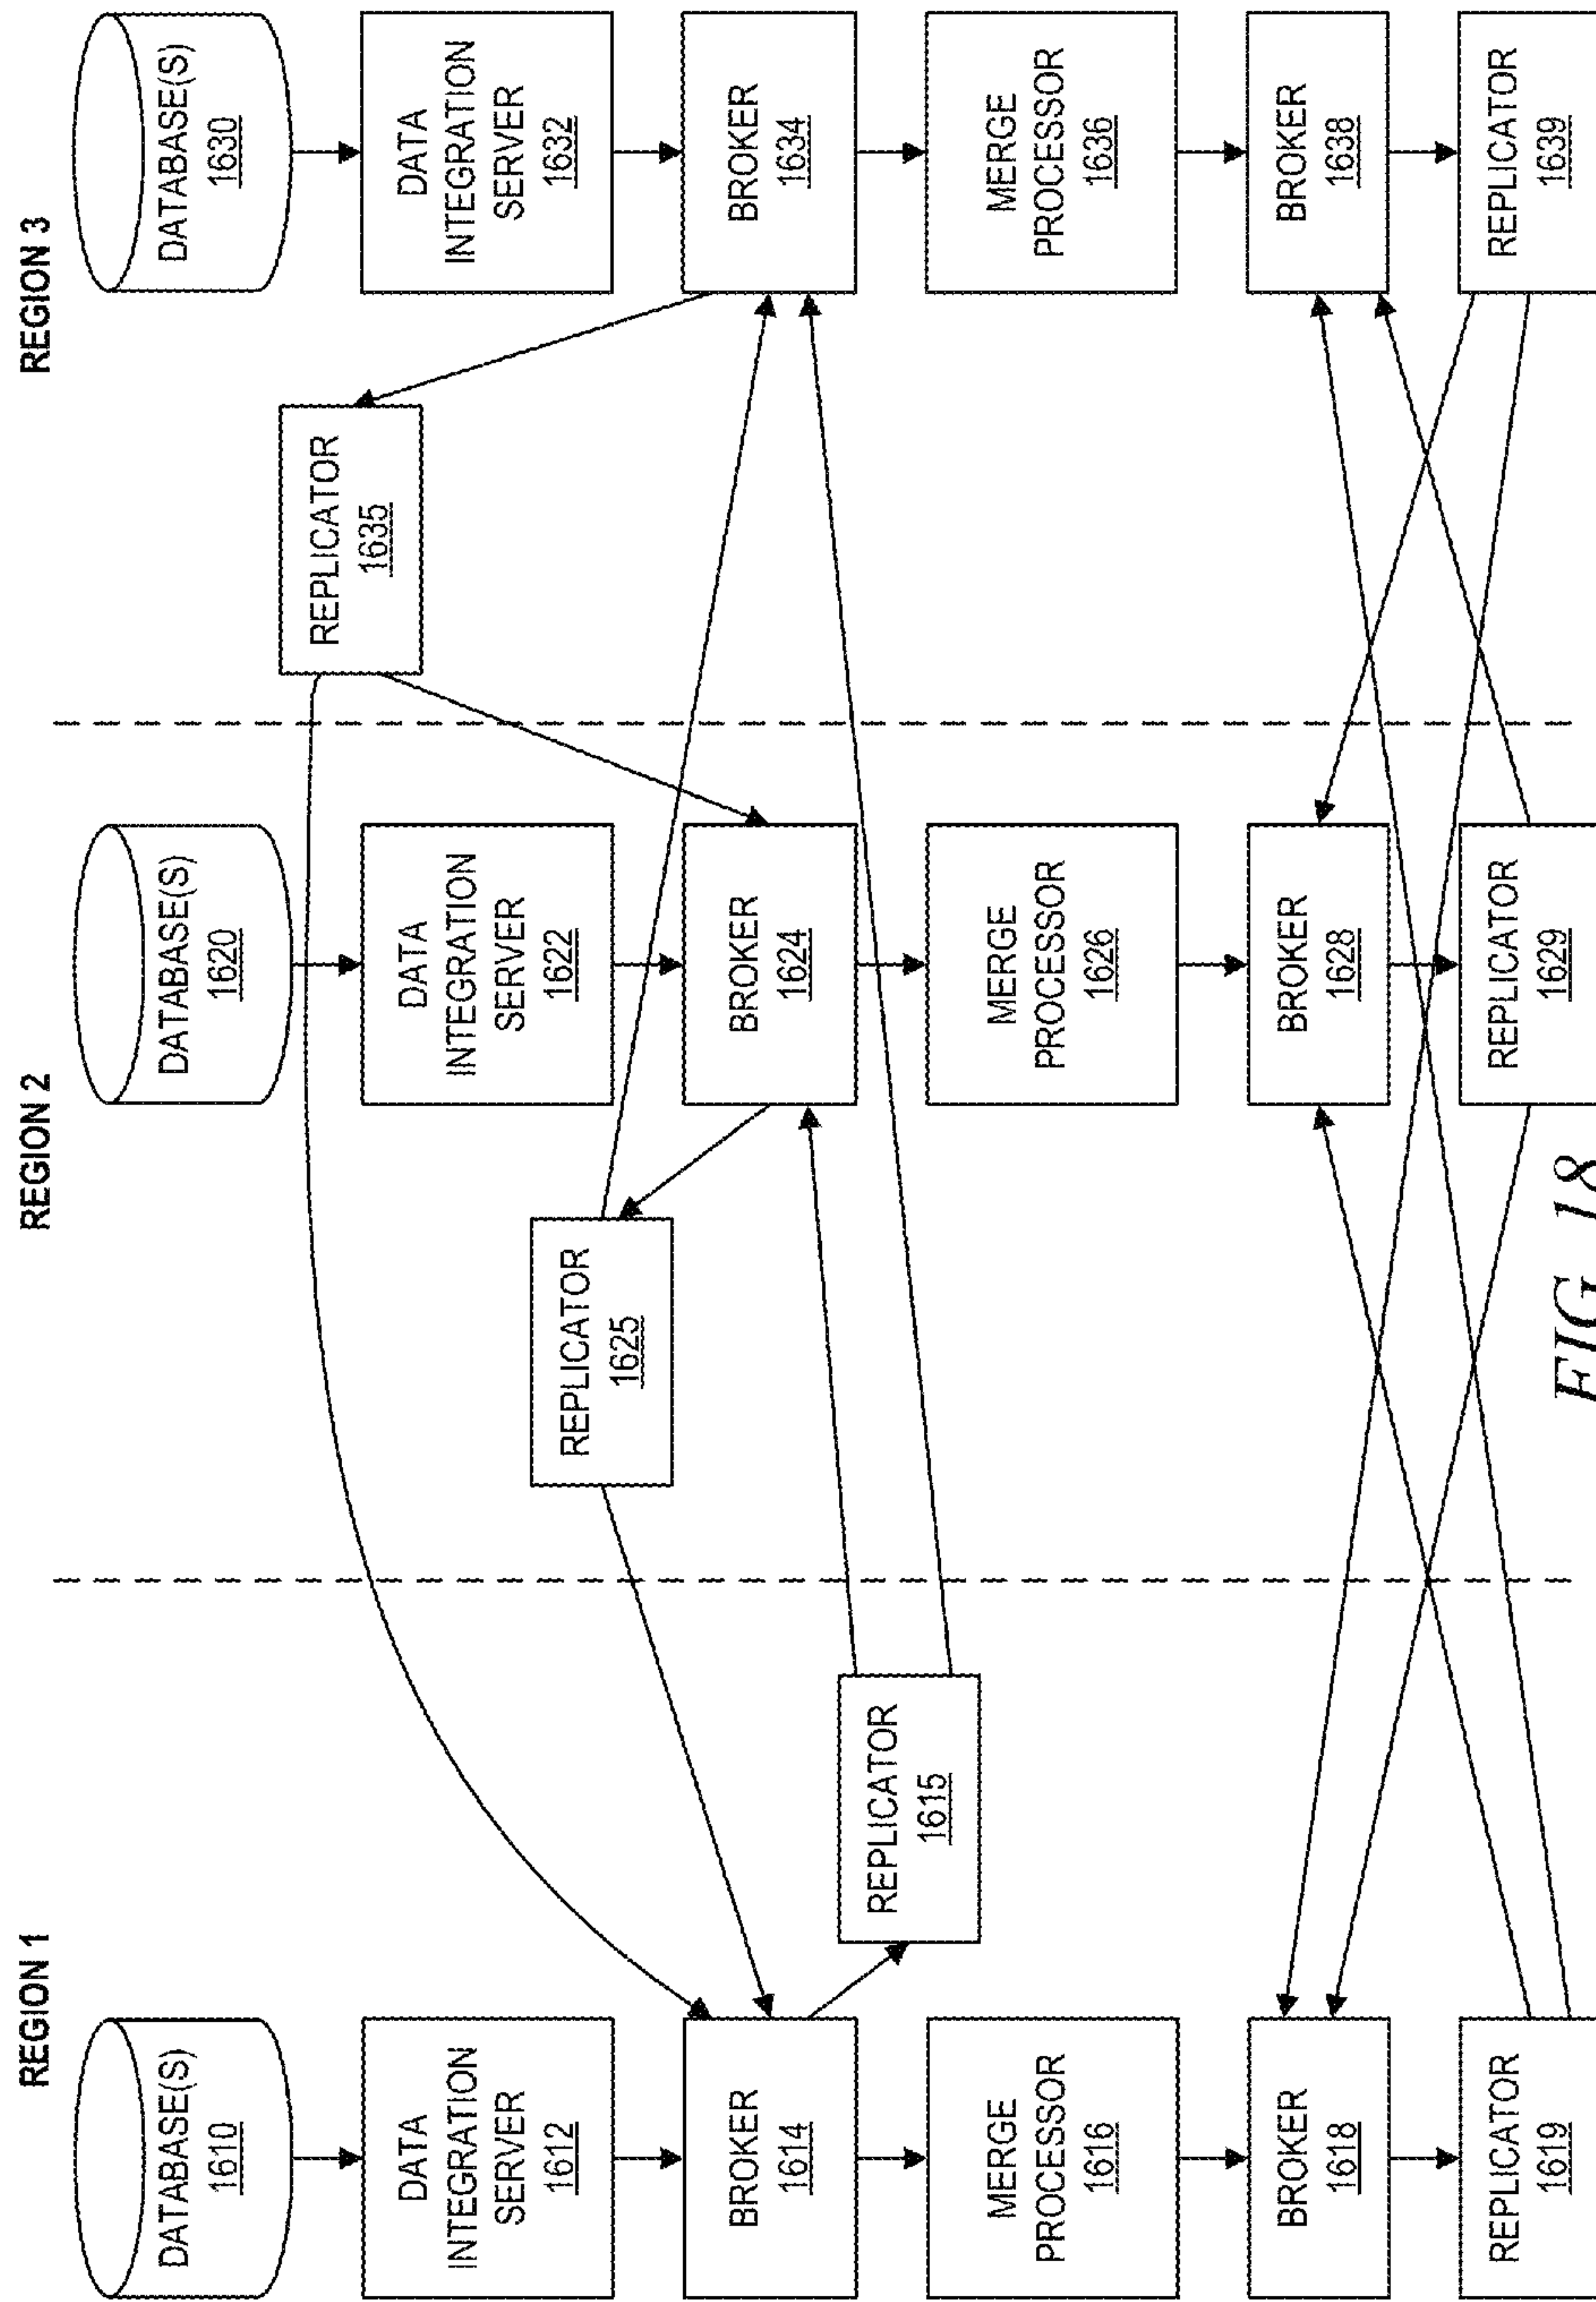 REGION 1
REGION 2
REGION 3
DATABASE(S)
1610
DATABASE(S)
1620
DATABASE(S)
1630
REPLICATOR
1635
DATA
INTEGRATION
SERVER
1612
DATA
INTEGRATION
SERVER
1622
DATA
INTEGRATION
SERVER
1632
REPLICATOR
1625
BROKER
1614
BROKER
1624
BROKER
1634
REPLICATOR
1615
MERGE
PROCESSOR
1616
MERGE
PROCESSOR
1626
MERGE
PROCESSOR
1636
BROKER
1618
BROKER
1628
BROKER
1638
REPLICATOR
1619
REPLICATOR
1629
REPLICATOR
1639
FIG. 18